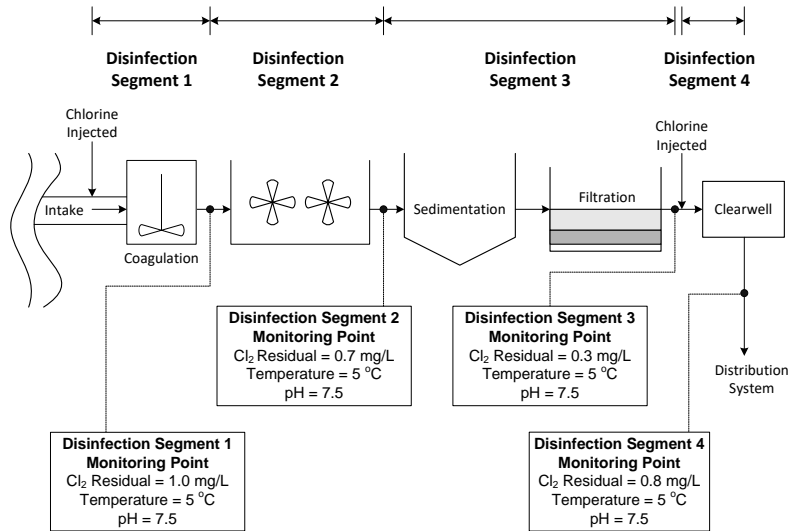 Disinfection
Segment 1
Disinfection
Segment 2
Disinfection
Segment 3
Disinfection
Segment 4
Chlorine
Injected
Chlorine
Injected
Intake
Coagulation
Sedimentation
Filtration
Clearwell
Disinfection Segment 2
Monitoring Point
Cl₂ Residual = 0.7 mg/L
Temperature = 5 °C
pH = 7.5
Disinfection Segment 3
Monitoring Point
Cl₂ Residual = 0.3 mg/L
Temperature = 5 °C
pH = 7.5
Distribution
System
Disinfection Segment 1
Monitoring Point
Cl₂ Residual = 1.0 mg/L
Temperature = 5 °C
pH = 7.5
Disinfection Segment 4
Monitoring Point
Cl₂ Residual = 0.8 mg/L
Temperature = 5 °C
pH = 7.5